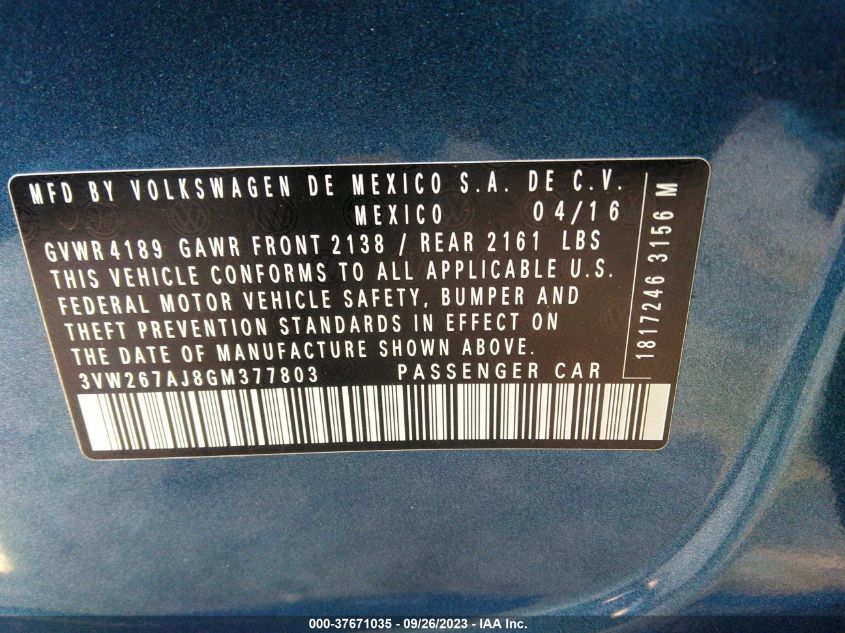 MFD BY VOLKSWAGEN DE MEXICO S.A. DE C.V.
MEXICO 04/16
GVWR 4189 GAWR FRONT 2138 / REAR 2161 LBS
THIS VEHICLE CONFORMS TO ALL APPLICABLE U.S.
FEDERAL MOTOR VEHICLE SAFETY, BUMPER AND
THEFT PREVENTION STANDARDS IN EFFECT ON
THE DATE OF MANUFACTURE SHOWN ABOVE.
3VW267AJ8GM377803 PASSENGER CAR
1817246 3156 M
000-37671035 - 09/26/2023 - IAA Inc.